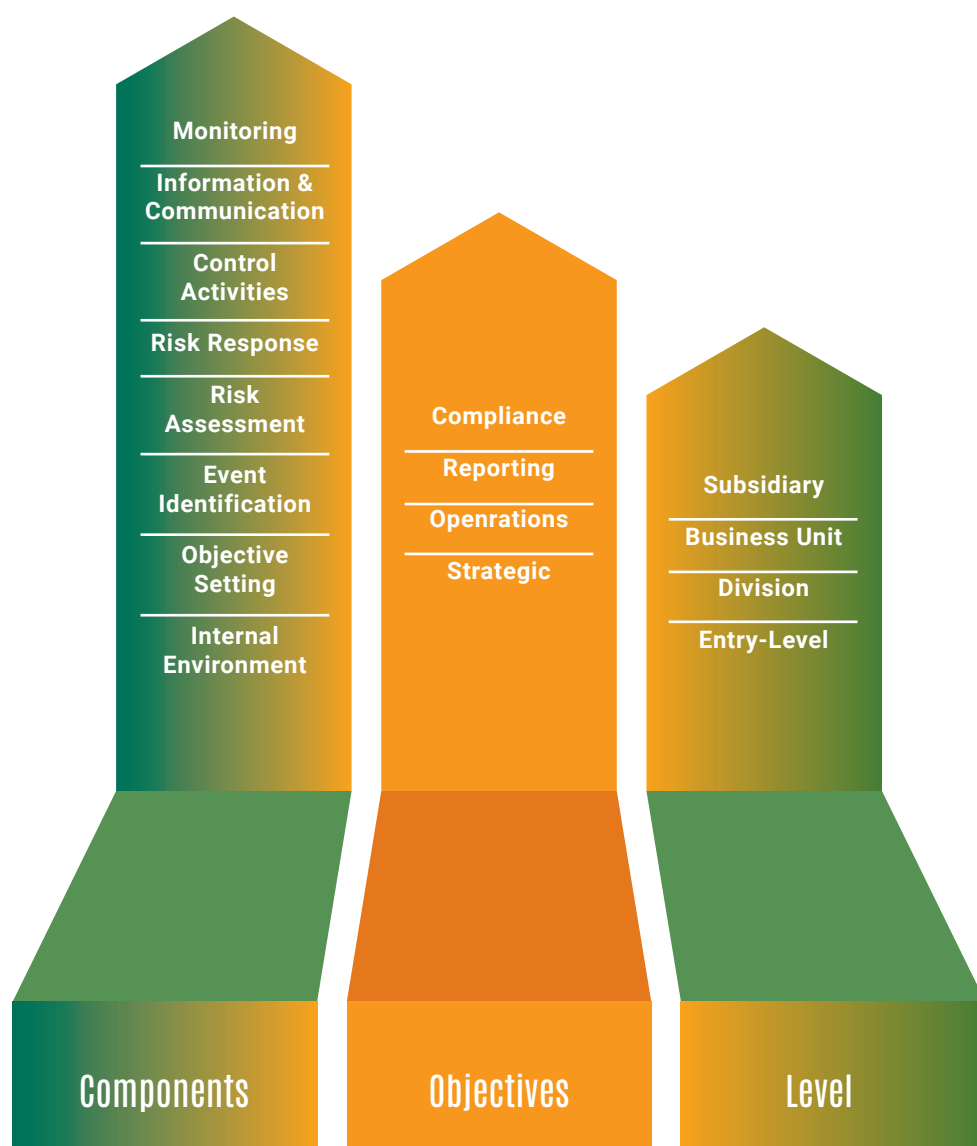 Monitoring
Information &
Communication
Control
Activities
Risk Response
Risk
Assessment
Event
Identification
Objective
Setting
Internal
Environment
Components
Compliance
Reporting
Openrations
Strategic
Objectives
Subsidiary
Business Unit
Division
Entry-Level
Level